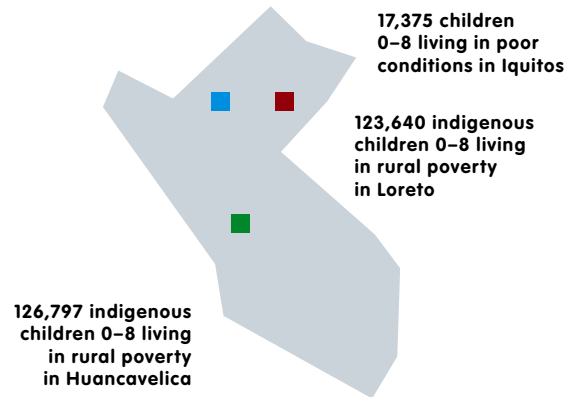 17,375 children
0–8 living in poor
conditions in Iquitos
123,640 indigenous
children 0–8 living
in rural poverty
in Loreto
126,797 indigenous
children 0–8 living
in rural poverty
in Huancavelica